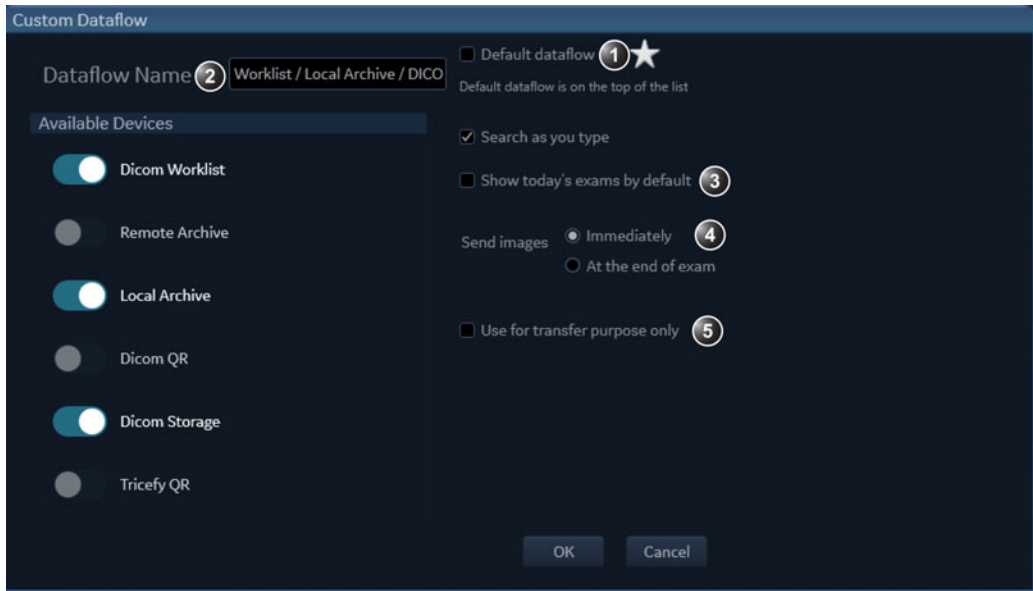 Custom Dataflow
Dataflow Name 2 Worklist / Local Archive / DICO
Default dataflow 1
Default dataflow is on the top of the list
Available Devices
Search as you type
Dicom Worklist
Show today's exams by default 3
Remote Archive
Send images Immediately 4
At the end of exam
Local Archive
Use for transfer purpose only 5
Dicom QR
Dicom Storage
Tricefy QR
OK Cancel